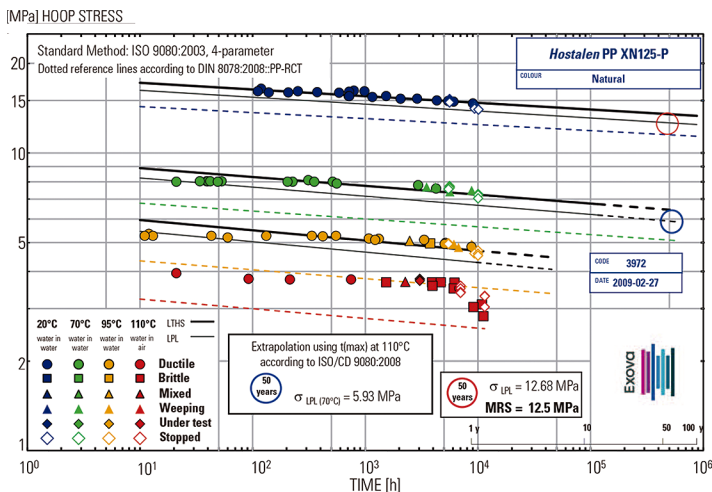 [MPa] HOOP STRESS
Standard Method: ISO 9080:2003, 4-parameter
Dotted reference lines according to DIN 8078:2008::PP-RCT
Hostalen PP XN125-P
COLOUR Natural
20
15
10
5
2
1
CODE 3972
DATE 2009-02-27
20°C 70°C 95°C 110°C LTHS
water in water water in water water in water water in air LPL
Ductile
Brittle
Mixed
Weeping
Under test
Stopped
Extrapolation using t(max) at 110°C
according to ISO/CD 9080:2008
50 years σ LPL (70°C) = 5.93 MPa
50 years σ LPL = 12.68 MPa
MRS = 12.5 MPa
Exova
1 y 10 50 100 y
10⁰ 10¹ 10² 10³ 10⁴ 10⁵ 10⁶
TIME [h]